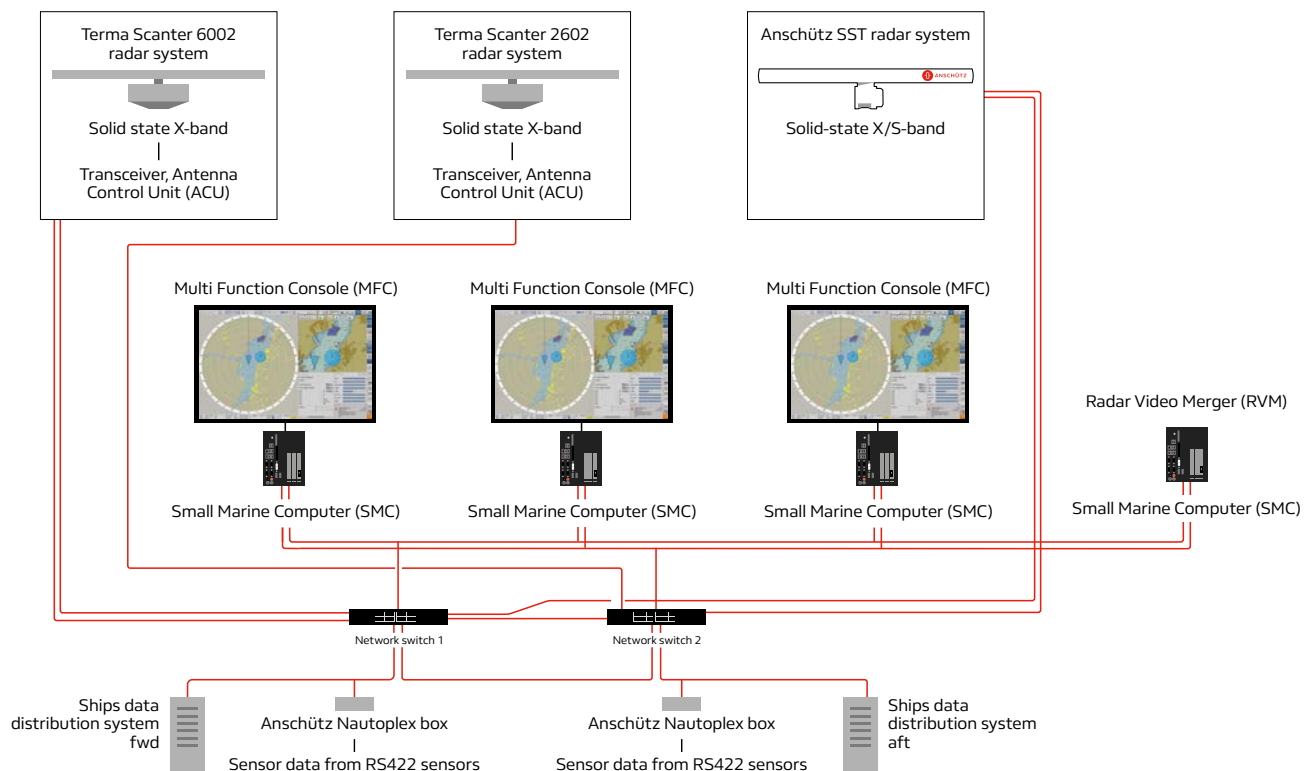 Terma Scanter 6002
radar system
Solid state X-band
Transceiver, Antenna
Control Unit (ACU)
Terma Scanter 2602
radar system
Solid state X-band
Transceiver, Antenna
Control Unit (ACU)
Anschütz SST radar system
ANSCHÜTZ
Solid-state X/S-band
Multi Function Console (MFC)
Multi Function Console (MFC)
Multi Function Console (MFC)
Radar Video Merger (RVM)
Small Marine Computer (SMC)
Small Marine Computer (SMC)
Small Marine Computer (SMC)
Small Marine Computer (SMC)
Network switch 1
Network switch 2
Ships data
distribution system
fwd
Anschütz Nautoplex box
Sensor data from RS422 sensors
Anschütz Nautoplex box
Sensor data from RS422 sensors
Ships data
distribution system
aft